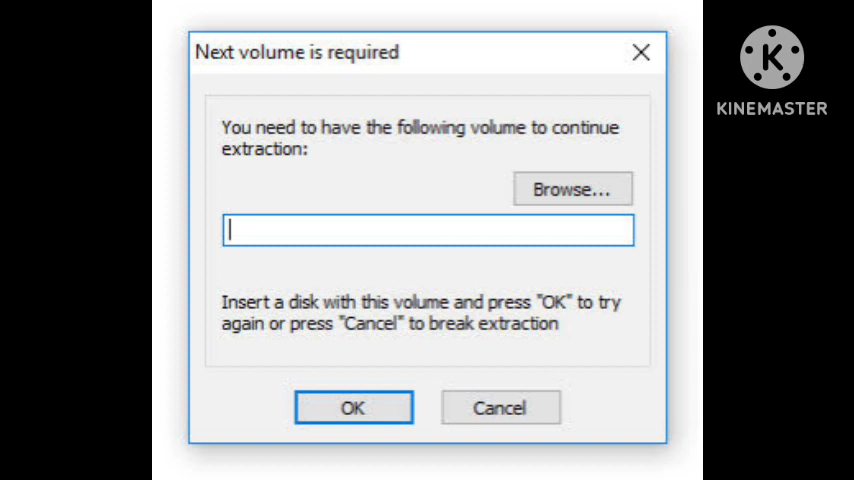 Next volume is required
KINEMASTER
You need to have the following volume to continue
extraction:
Browse...
Insert a disk with this volume and press "OK" to try
again or press "Cancel" to break extraction
OK
Cancel